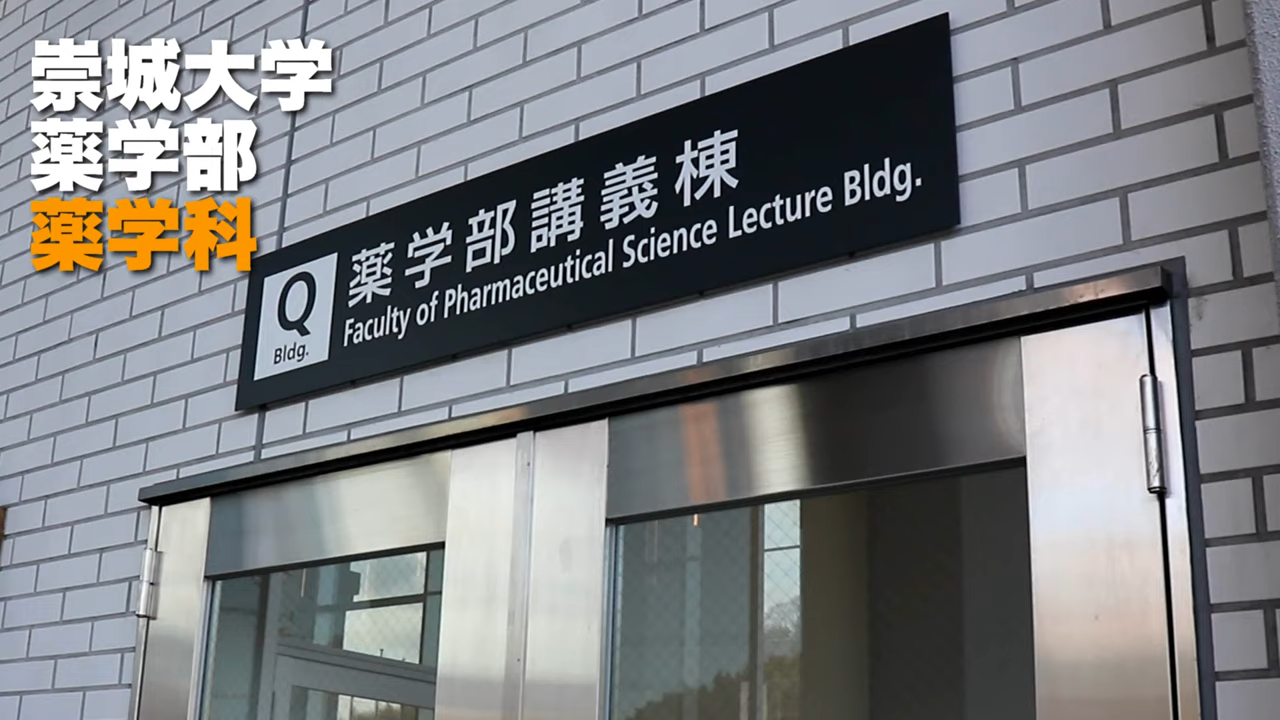 崇城大学
薬学部
薬学科
Q
Bldg.
薬学部講義棟
Faculty of Pharmaceutical Science Lecture Bldg.